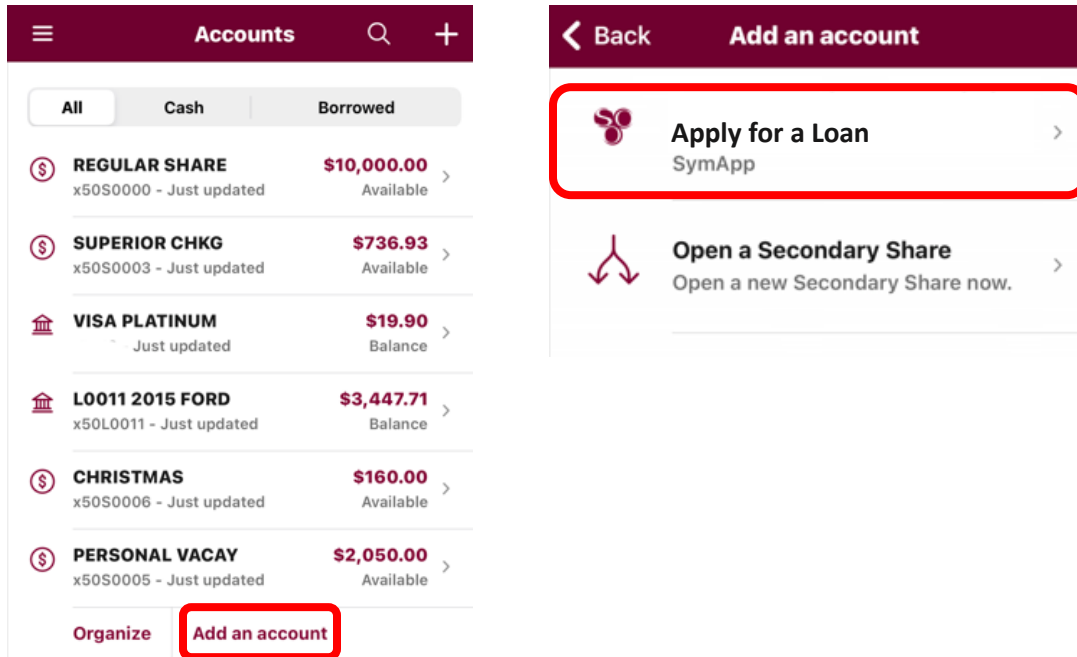 Accounts
All Cash Borrowed
REGULAR SHARE $10,000.00
x50S0000 - Just updated Available
SUPERIOR CHKG $736.93
x50S0003 - Just updated Available
VISA PLATINUM $19.90
- Just updated Balance
L0011 2015 FORD $3,447.71
x50L0011 - Just updated Balance
CHRISTMAS $160.00
x50S0006 - Just updated Available
PERSONAL VACAY $2,050.00
x50S0005 - Just updated Available
Organize Add an account
Back Add an account
Apply for a Loan
SymApp
Open a Secondary Share
Open a new Secondary Share now.